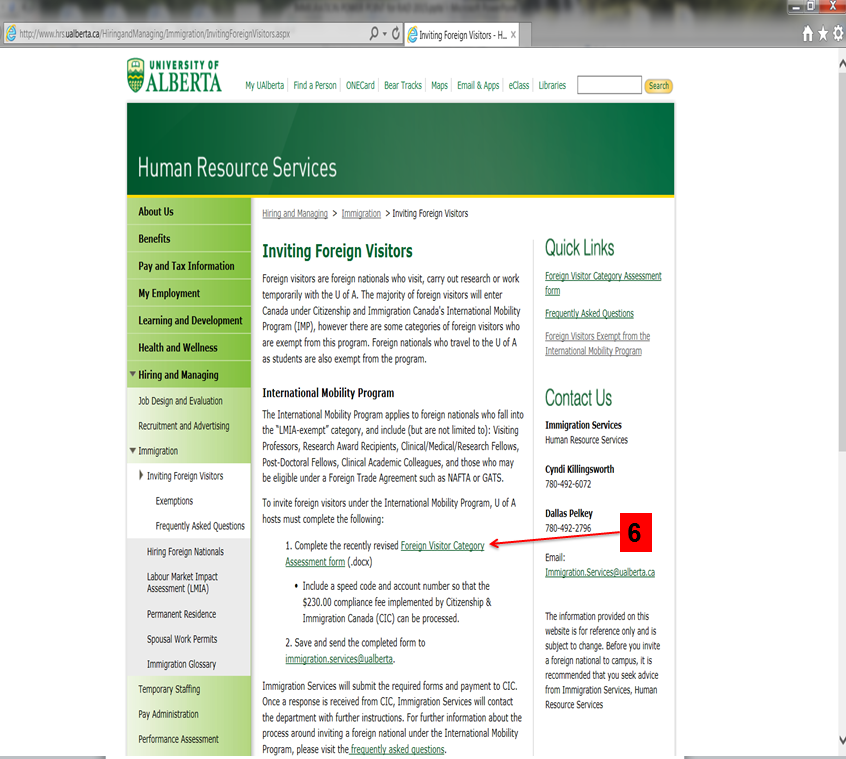 http://www.hrs.ualberta.ca/HiringandManaging/Immigration/InvitingForeignVisitors.aspx
Inviting Foreign Visitors - H...
UNIVERSITY OF
ALBERTA
My UAlberta
Find a Person
ONECard
Bear Tracks
Maps
Email & Apps
eClass
Libraries
Search
Human Resource Services
About Us
Benefits
Pay and Tax Information
My Employment
Learning and Development
Health and Wellness
Hiring and Managing
Job Design and Evaluation
Recruitment and Advertising
Immigration
Inviting Foreign Visitors
Exemptions
Frequently Asked Questions
Hiring Foreign Nationals
Labour Market Impact
Assessment (LMIA)
Permanent Residence
Spousal Work Permits
Immigration Glossary
Temporary Staffing
Pay Administration
Performance Assessment
Hiring and Managing > Immigration > Inviting Foreign Visitors
Inviting Foreign Visitors
Foreign visitors are foreign nationals who visit, carry out research or work
temporarily with the U of A. The majority of foreign visitors will enter
Canada under Citizenship and Immigration Canada's International Mobility
Program (IMP), however there are some categories of foreign visitors who
are exempt from this program. Foreign nationals who travel to the U of A
as students are also exempt from the program.
International Mobility Program
The International Mobility Program applies to foreign nationals who fall into
the "LMIA-exempt" category, and include (but are not limited to): Visiting
Professors, Research Award Recipients, Clinical/Medical/Research Fellows,
Post-Doctoral Fellows, Clinical Academic Colleagues, and those who may
be eligible under a Foreign Trade Agreement such as NAFTA or GATS.
To invite foreign visitors under the International Mobility Program, U of A
hosts must complete the following:
1. Complete the recently revised Foreign Visitor Category
Assessment form (.docx)
• Include a speed code and account number so that the
$230.00 compliance fee implemented by Citizenship &
Immigration Canada (CIC) can be processed.
2. Save and send the completed form to
immigration.services@ualberta.
Immigration Services will submit the required forms and payment to CIC.
Once a response is received from CIC, Immigration Services will contact
the department with further instructions. For further information about the
process around inviting a foreign national under the International Mobility
Program, please visit the frequently asked questions.
Quick Links
Foreign Visitor Category Assessment
form
Frequently Asked Questions
Foreign Visitors Exempt from the
International Mobility Program
Contact Us
Immigration Services
Human Resource Services
Cyndi Killingsworth
780-492-6072
Dallas Pelkey
780-492-2796
6
Email:
Immigration.Services@ualberta.ca
The information provided on this
website is for reference only and is
subject to change. Before you invite
a foreign national to campus, it is
recommended that you seek advice
from Immigration Services, Human
Resource Services